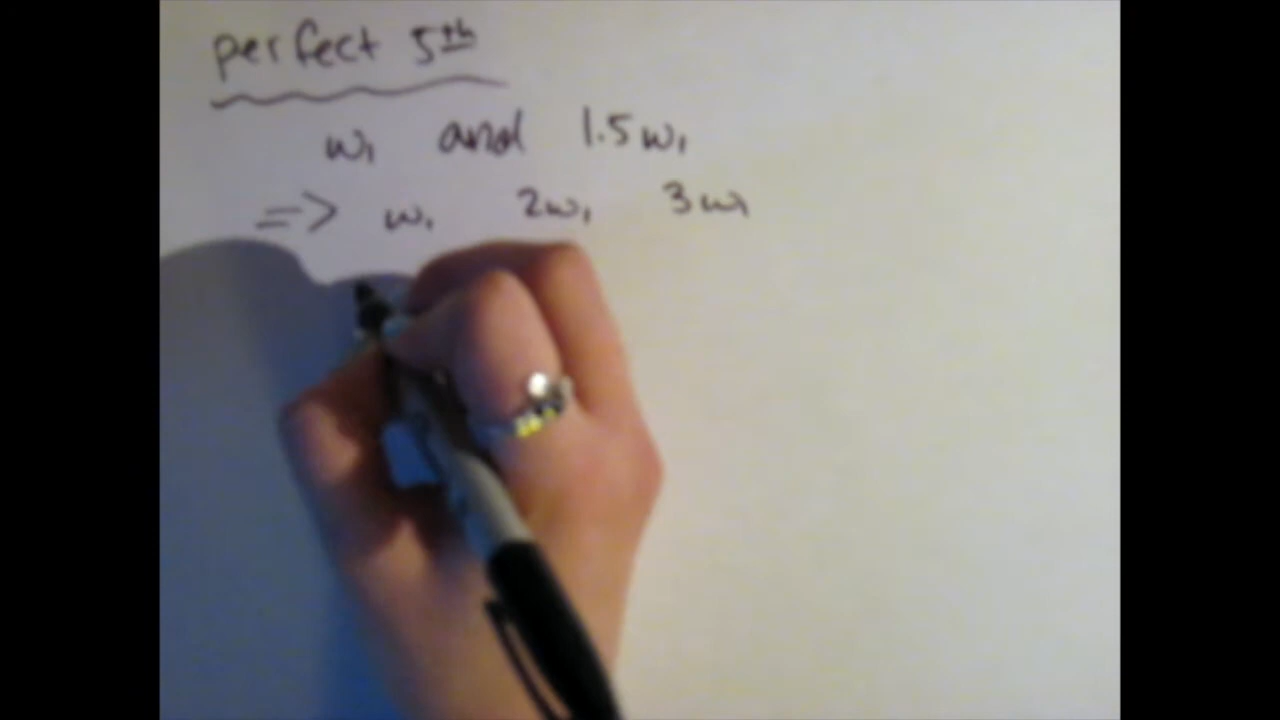 perfect 5th
w₁ and 1.5w₁
=> w₁ 2w₁ 3w₁